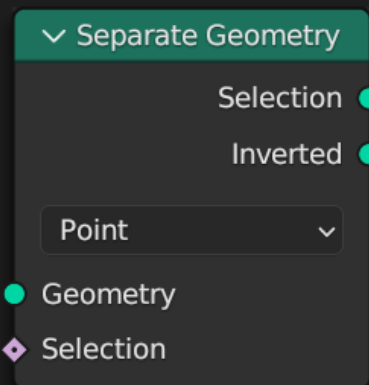 Separate Geometry
Selection
Inverted
Point
Geometry
Selection